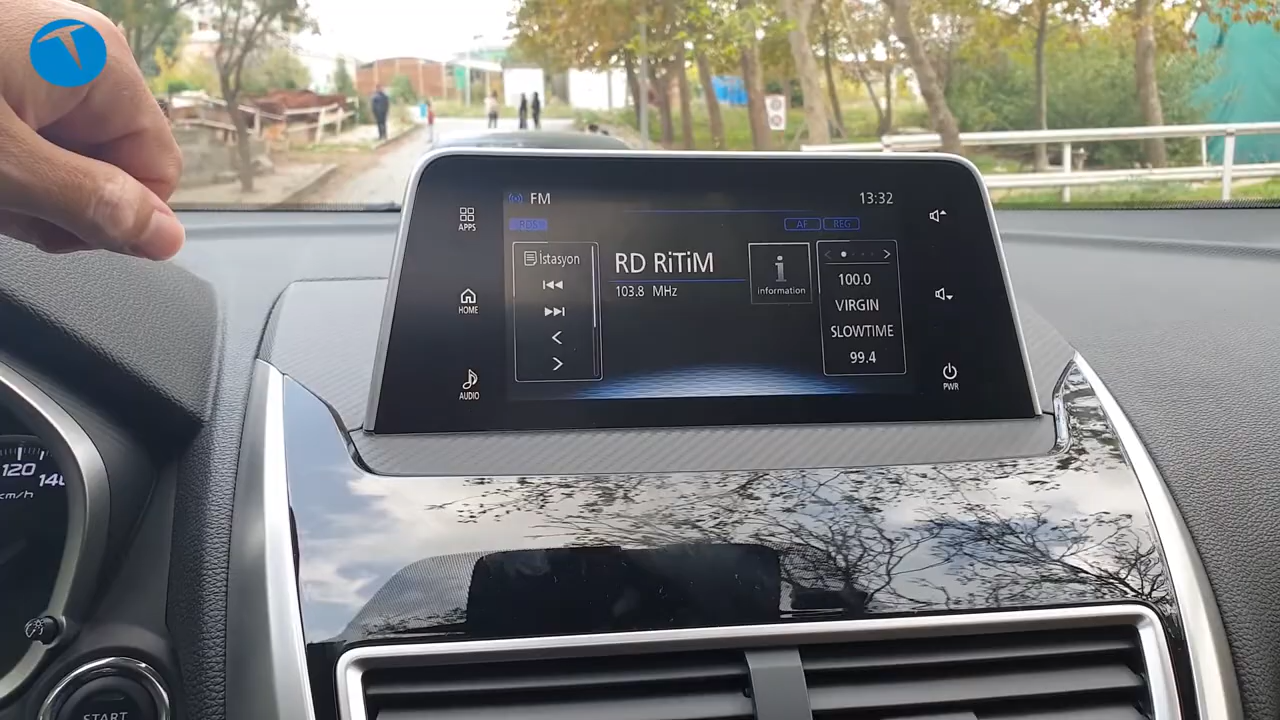 T
FM
13:32
APPS
RDS
AF
REG
İstasyon
RD RiTiM
103.8 MHz
information
100.0
VIRGIN
SLOWTIME
99.4
HOME
AUDIO
PWR
120
140
km/h
START